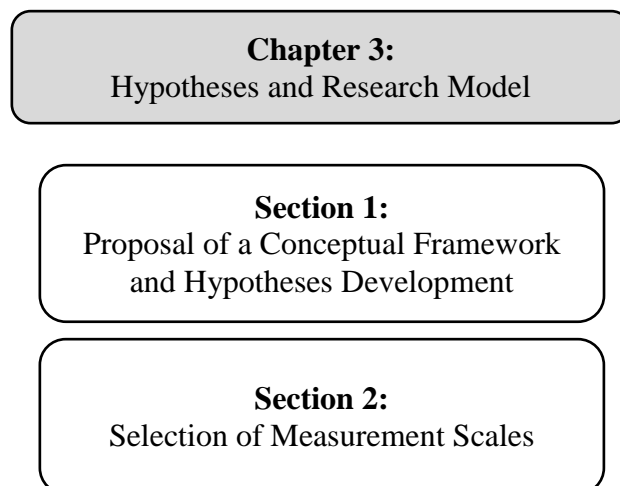 Chapter 3:
Hypotheses and Research Model
Section 1:
Proposal of a Conceptual Framework
and Hypotheses Development
Section 2:
Selection of Measurement Scales